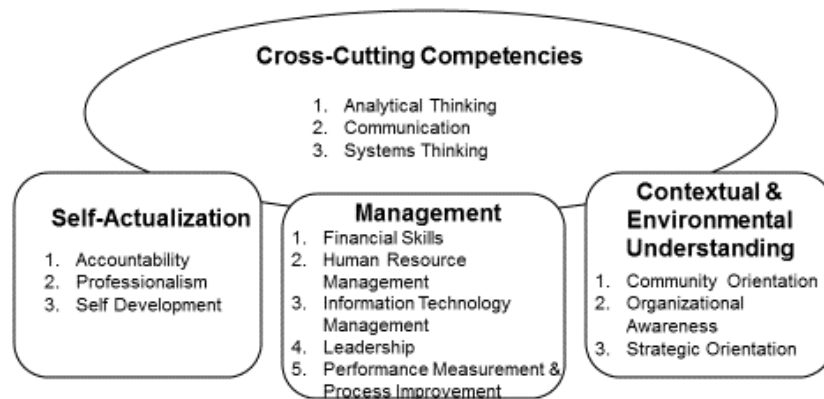 Cross-Cutting Competencies
1. Analytical Thinking
2. Communication
3. Systems Thinking
Self-Actualization
1. Accountability
2. Professionalism
3. Self Development
Management
1. Financial Skills
2. Human Resource
Management
3. Information Technology
Management
4. Leadership
5. Performance Measurement &
Process Improvement
Contextual &
Environmental
Understanding
1. Community Orientation
2. Organizational
Awareness
3. Strategic Orientation